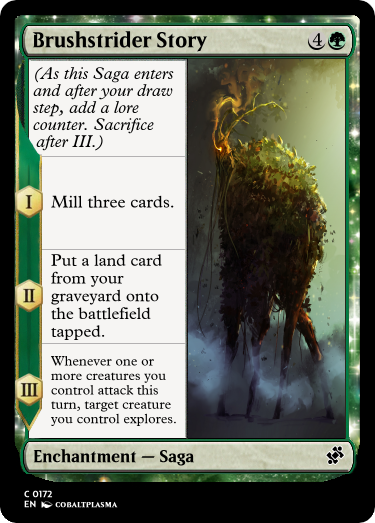 Brushstrider Story 4
(As this Saga enters
and after your draw
step, add a lore
counter. Sacrifice
after III.)
I Mill three cards.
Put a land card
from your
II graveyard onto
the battlefield
tapped.
Whenever one or
more creatures you
III control attack this
turn, target creature
you control explores.
Enchantment — Saga
C 0172
EN COBALTPLASMA